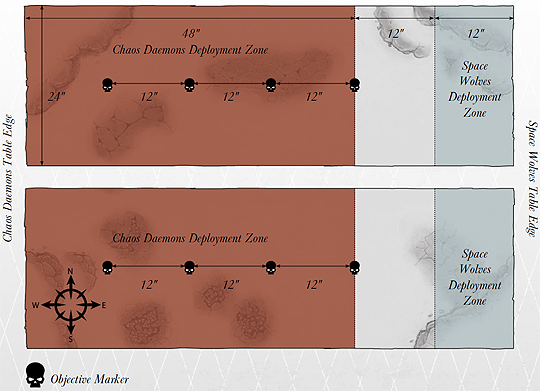 48"
12"
12"
Chaos Daemons Deployment Zone
Space
Wolves
Deployment
Zone
24"
12"
12"
12"
Chaos Daemons Table Edge
Space Wolves Table Edge
Chaos Daemons Deployment Zone
Space
Wolves
Deployment
Zone
12"
12"
12"
N
W
E
S
Objective Marker